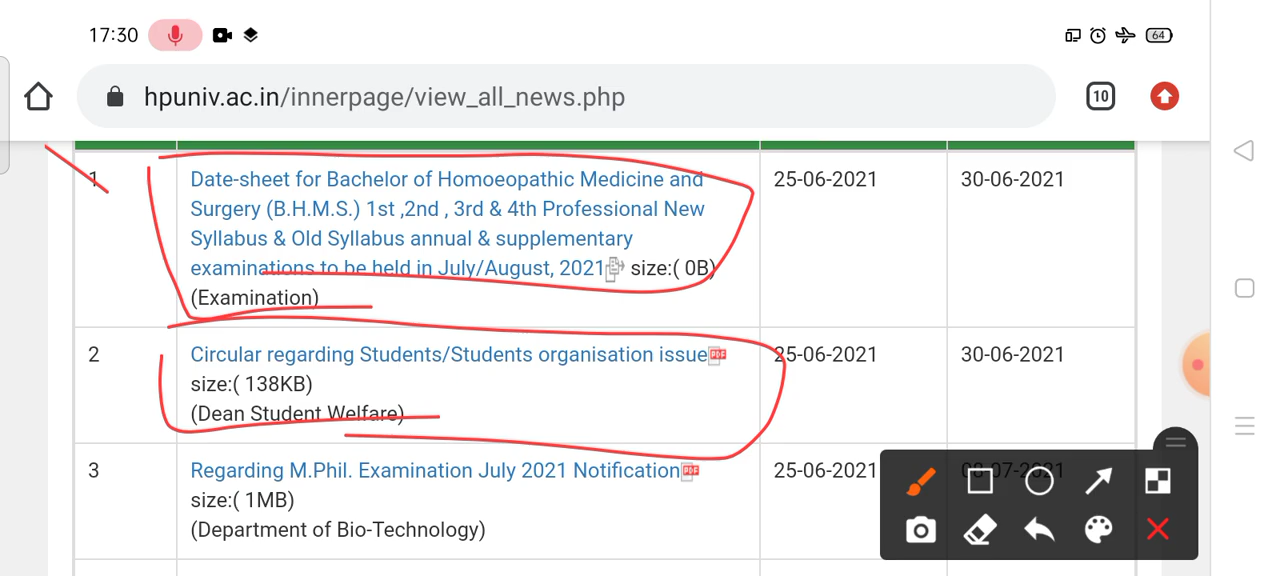 17:30
64
hpuniv.ac.in/innerpage/view_all_news.php
10
1
Date-sheet for Bachelor of Homoeopathic Medicine and
Surgery (B.H.M.S.) 1st ,2nd , 3rd & 4th Professional New
Syllabus & Old Syllabus annual & supplementary
examinations to be held in July/August, 2021 size:( 0B)
(Examination)
25-06-2021
30-06-2021
2
Circular regarding Students/Students organisation issue PDF
size:( 138KB)
(Dean Student Welfare)
25-06-2021
30-06-2021
3
Regarding M.Phil. Examination July 2021 Notification PDF
size:( 1MB)
(Department of Bio-Technology)
25-06-2021